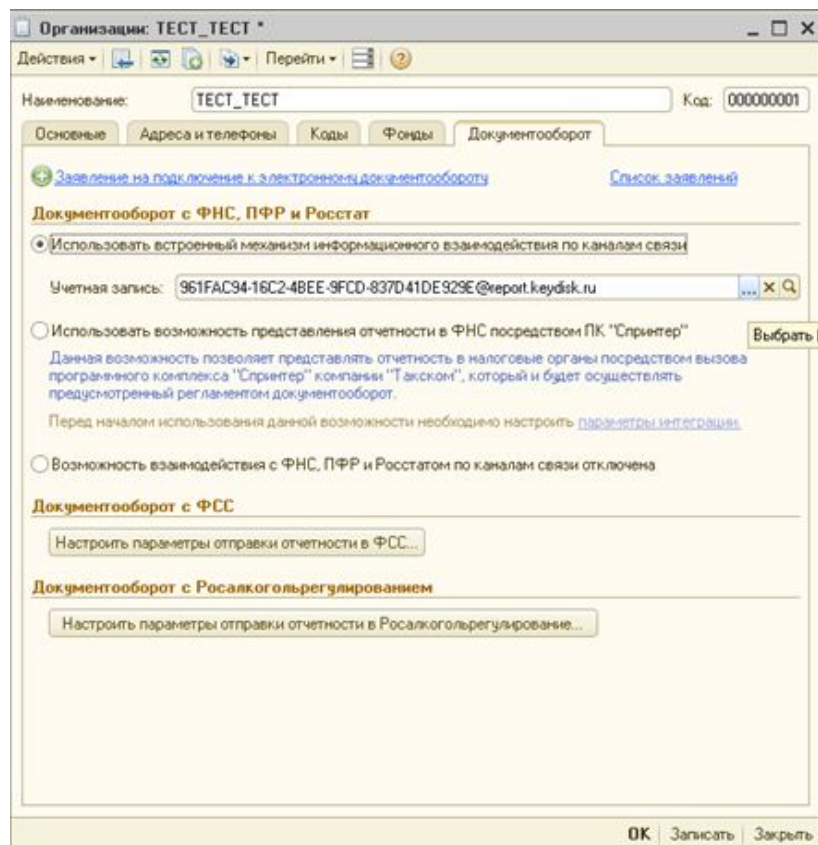 Организации: ТЕСТ_ТЕСТ *
Действия Перейти
Наименование: ТЕСТ_ТЕСТ Код: 000000001
Основные Адреса и телефоны Коды Фонды Документооборот
Заявление на подключение к электронному документообороту Список заявлений
Документооборот с ФНС, ПФР и Росстат
Использовать встроенный механизм информационного взаимодействия по каналам связи
Учетная запись: 961FAC94-16C2-4BEE-9FCD-837D41DE929E@report.keydisk.ru ...
Использовать возможность представления отчетности в ФНС посредством ПК "Спринтер"
Выбрать
Данная возможность позволяет представлять отчетность в налоговые органы посредством вызова
программного комплекса "Спринтер" компании "Такском", который и будет осуществлять
предусмотренный регламентом документооборот.
Перед началом использования данной возможности необходимо настроить параметры интеграции.
Возможность взаимодействия с ФНС, ПФР и Росстатом по каналам связи отключена
Документооборот с ФСС
Настроить параметры отправки отчетности в ФСС...
Документооборот с Росалкогольрегулированием
Настроить параметры отправки отчетности в Росалкогольрегулирование...
OK Записать Закрыть